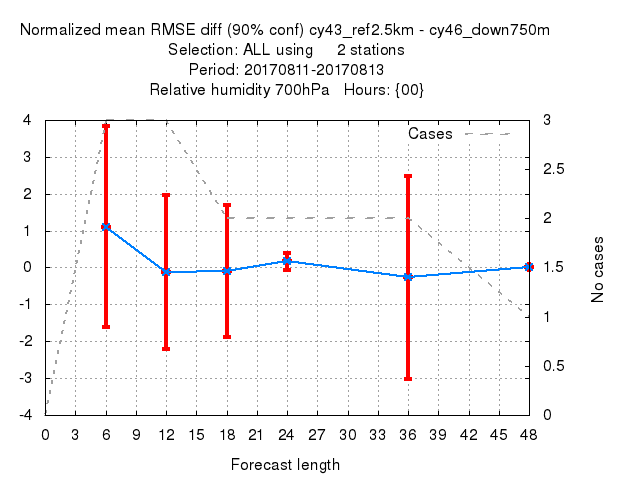 Normalized mean RMSE diff (90% conf) cy43_ref2.5km - cy46_down750m
Selection: ALL using 2 stations
Period: 20170811-20170813
Relative humidity 700hPa Hours: {00}
Cases
4
3
2
1
0
-1
-2
-3
-4
3
2.5
2
1.5
1
0.5
0
No cases
0 3 6 9 12 15 18 21 24 27 30 33 36 39 42 45 48
Forecast length